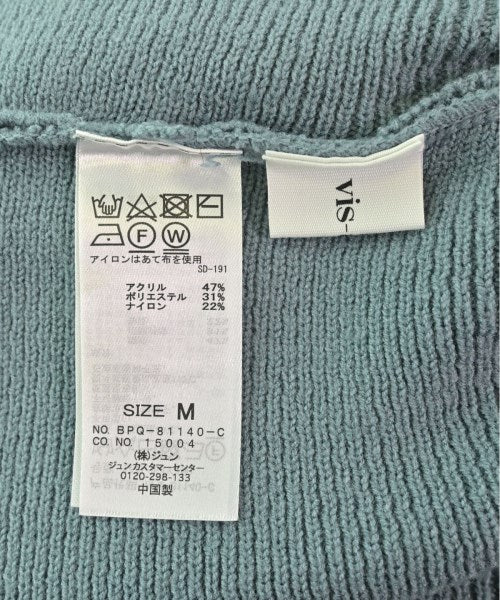 F W
アイロンはあて布を使用
SD-191
アクリル 47%
ポリエステル 31%
ナイロン 22%
SIZE M
NO. BPQ-81140-C
CO. NO. 15004
㈱ジュン
ジュンカスタマーセンター
0120-298-133
中国製
vis-